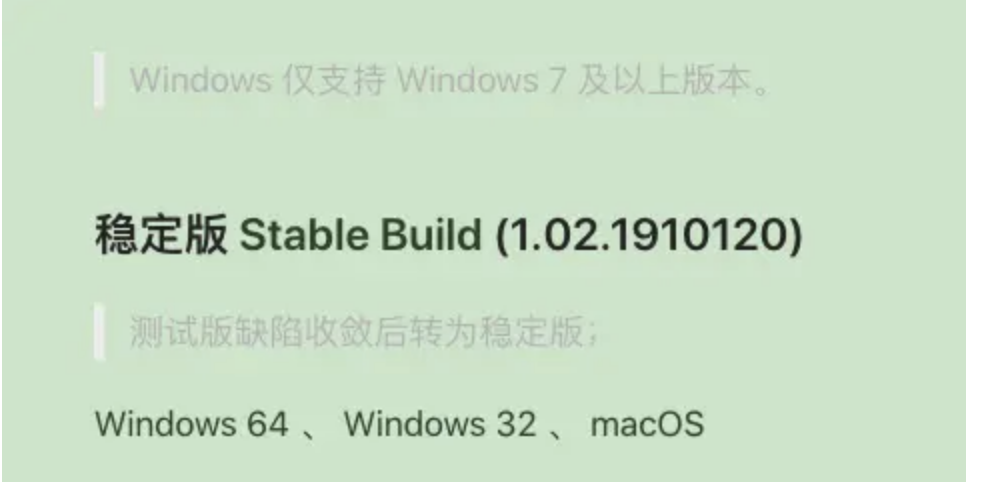 Windows 仅支持 Windows 7 及以上版本。
稳定版 Stable Build (1.02.1910120)
测试版缺陷收敛后转为稳定版；
Windows 64 、 Windows 32 、 macOS